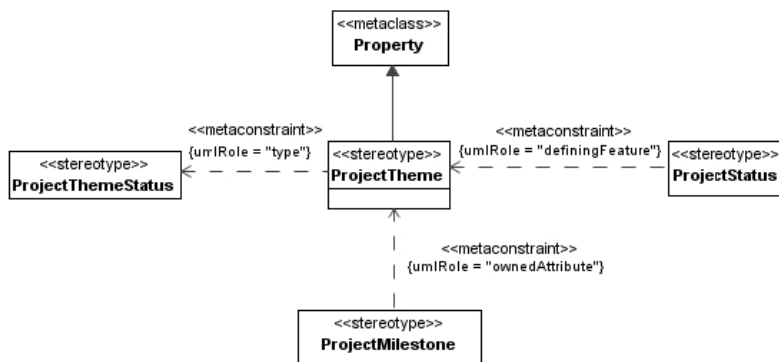 <<metaclass>>
Property
<<metaconstraint>>
{umlRole = "type"}
<<metaconstraint>>
{umlRole = "definingFeature"}
<<stereotype>>
ProjectThemeStatus
<<stereotype>>
ProjectTheme
<<stereotype>>
ProjectStatus
<<metaconstraint>>
{umlRole = "ownedAttribute"}
<<stereotype>>
ProjectMilestone